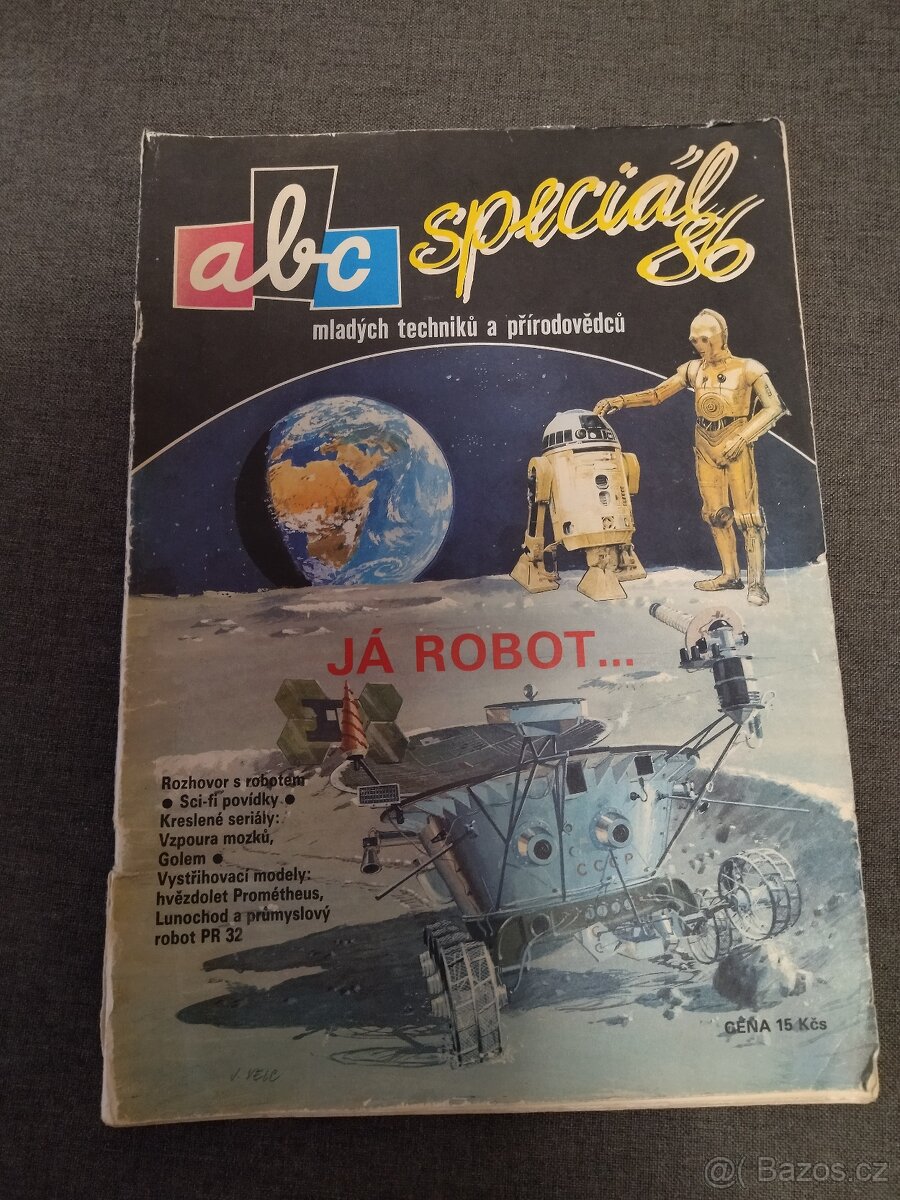 abc speciál 86
mladých techniků a přírodovědců
JÁ ROBOT...
Rozhovor s robotem
● Sci-fi povídky ●
Kreslené seriály:
Vzpoura mozků,
Golem ●
Vystřihovací modely:
hvězdolet Prométheus,
Lunochod a průmyslový
robot PR 32
CCCP
CENA 15 Kčs
V. VELC
@( Bazos.cz